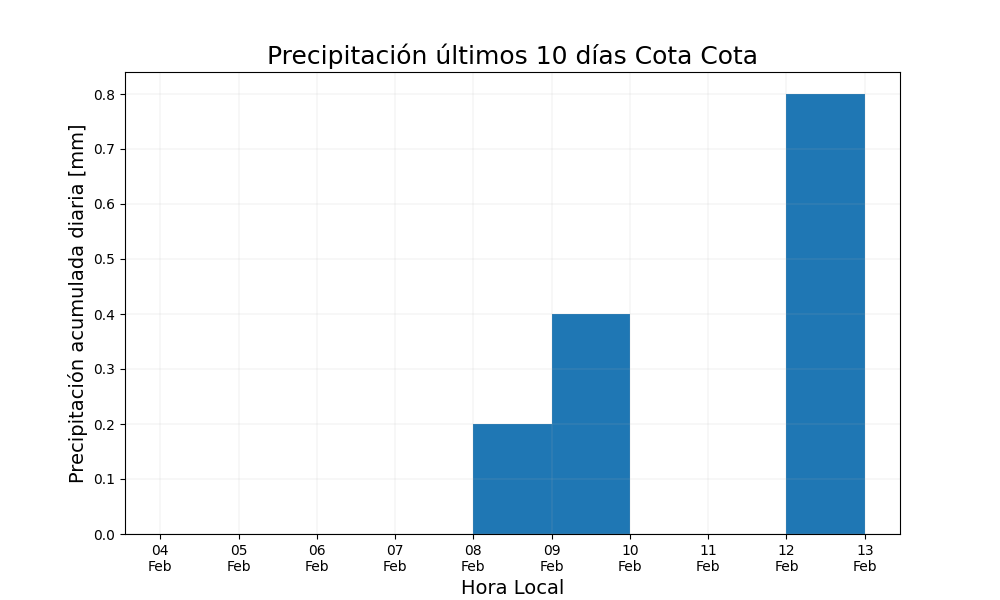 Precipitación últimos 10 días Cota Cota
Precipitación acumulada diaria [mm]
0.8
0.7
0.6
0.5
0.4
0.3
0.2
0.1
0.0
04 05 06 07 08 09 10 11 12 13
Feb Feb Feb Feb Feb Feb Feb Feb Feb Feb
Hora Local